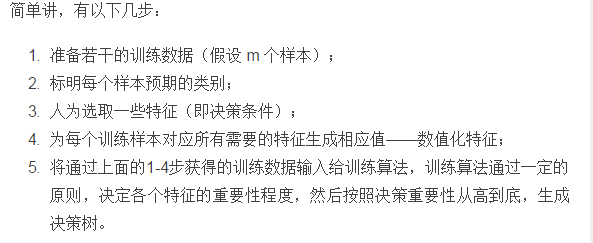 简单讲，有以下几步：
1. 准备若干的训练数据（假设 m 个样本）；
2. 标明每个样本预期的类别；
3. 人为选取一些特征（即决策条件）；
4. 为每个训练样本对应所有需要的特征生成相应值——数值化特征；
5. 将通过上面的1-4步获得的训练数据输入给训练算法，训练算法通过一定的
原则，决定各个特征的重要性程度，然后按照决策重要性从高到底，生成
决策树。